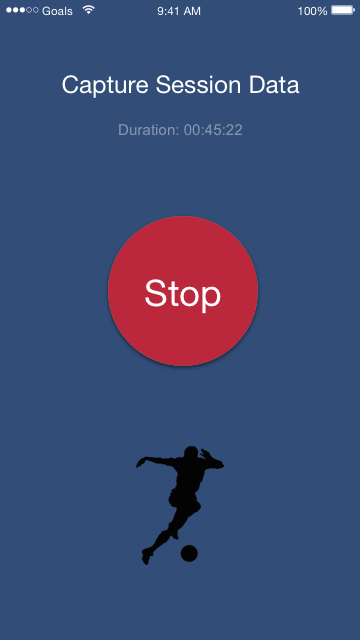 Goals 9:41 AM 100%
Capture Session Data
Duration: 00:45:22
Stop